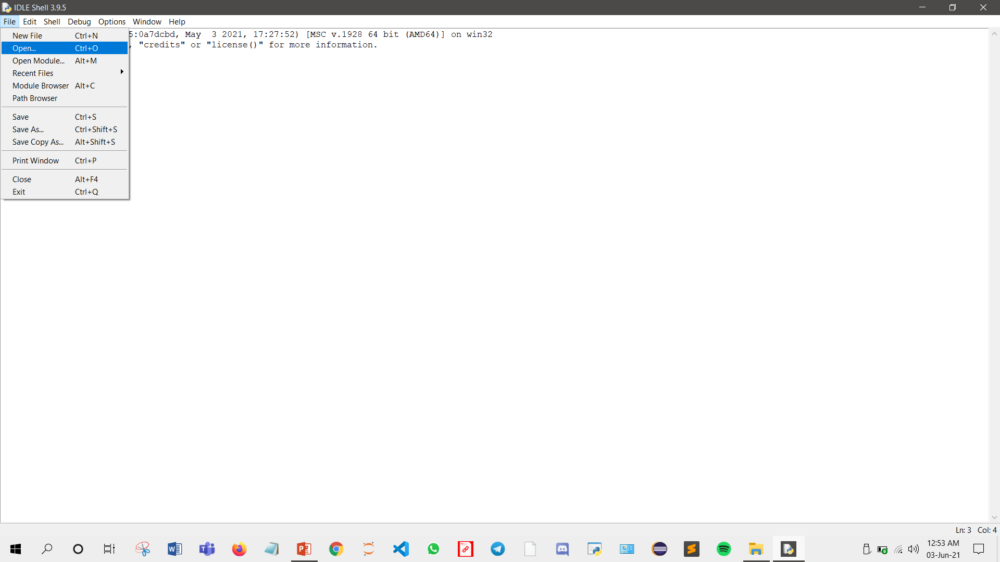 IDLE Shell 3.9.5
File Edit Shell Debug Options Window Help
5:0a7dcbd, May  3 2021, 17:27:52) [MSC v.1928 64 bit (AMD64)] on win32
, "credits" or "license()" for more information.
New File Ctrl+N
Open... Ctrl+O
Open Module... Alt+M
Recent Files
Module Browser Alt+C
Path Browser
Save Ctrl+S
Save As... Ctrl+Shift+S
Save Copy As... Alt+Shift+S
Print Window Ctrl+P
Close Alt+F4
Exit Ctrl+Q
Ln: 3 Col: 4
12:53 AM
03-Jun-21